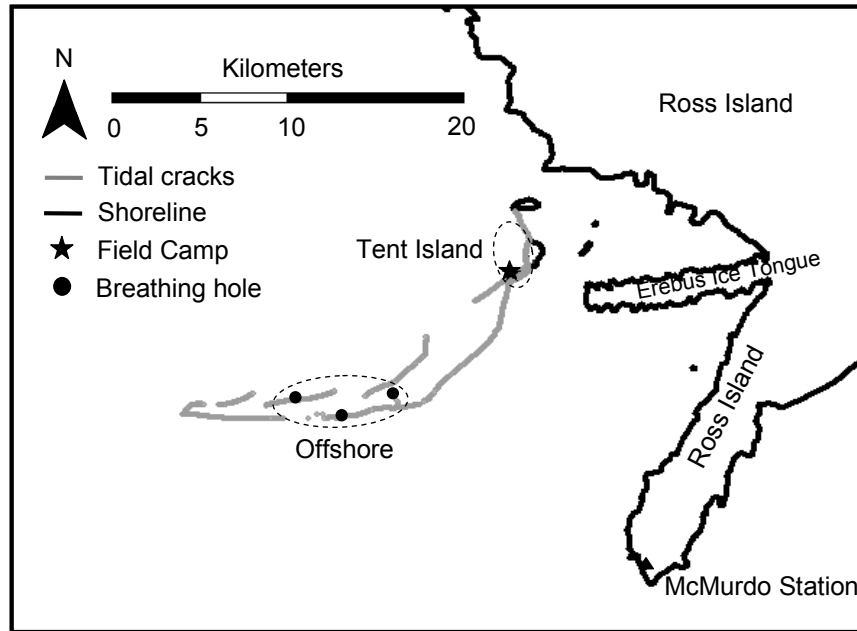 N
Kilometers
0 5 10 20
Ross Island
Tidal cracks
Shoreline
Field Camp
Breathing hole
Tent Island
Erebus Ice Tongue
Ross Island
Offshore
McMurdo Station